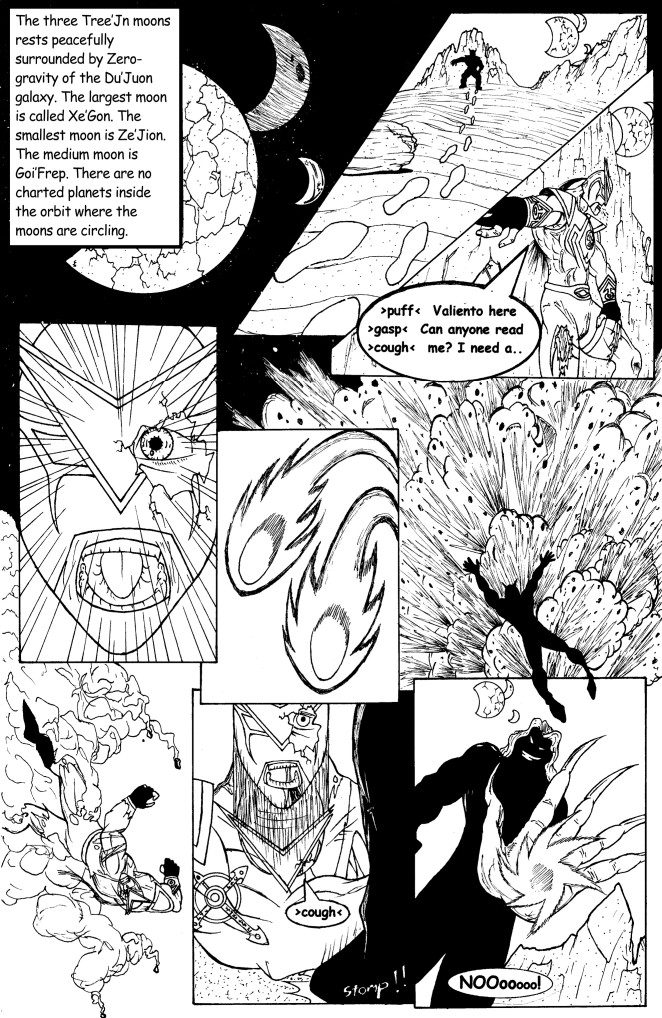 The three Tree'Jn moons
rests peacefully
surrounded by Zero-
gravity of the Du'Juon
galaxy. The largest moon
is called Xe'Gon. The
smallest moon is Ze'Jion.
The medium moon is
Goi'Frep. There are no
charted planets inside
the orbit where the
moons are circling.
>puff< Valiento here
>gasp< Can anyone read
>cough< me? I need a..
>cough<
stomp!!
NOOooooo!